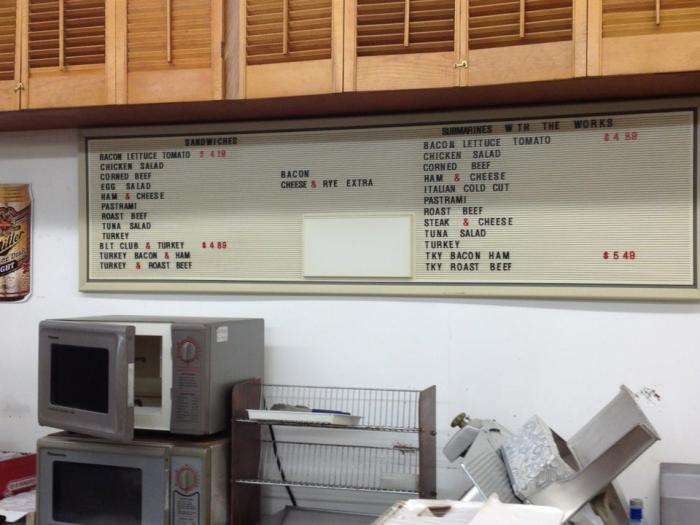 SANDWICHES
BACON LETTUCE TOMATO $ 4 19
CHICKEN SALAD
CORNED BEEF
EGG SALAD
HAM & CHEESE
PASTRAMI
ROAST BEEF
TUNA SALAD
TURKEY
BLT CLUB & TURKEY $ 4 89
TURKEY BACON & HAM
TURKEY & ROAST BEEF
BACON
CHEESE & RYE EXTRA
SUBMARINES W TH THE WORKS
BACON LETTUCE TOMATO $ 4 89
CHICKEN SALAD
CORNED BEEF
HAM & CHEESE
ITALIAN COLD CUT
PASTRAMI
ROAST BEEF
STEAK & CHEESE
TUNA SALAD
TURKEY
TKY BACON HAM $ 5 49
TKY ROAST BEEF
Miller
Panasonic